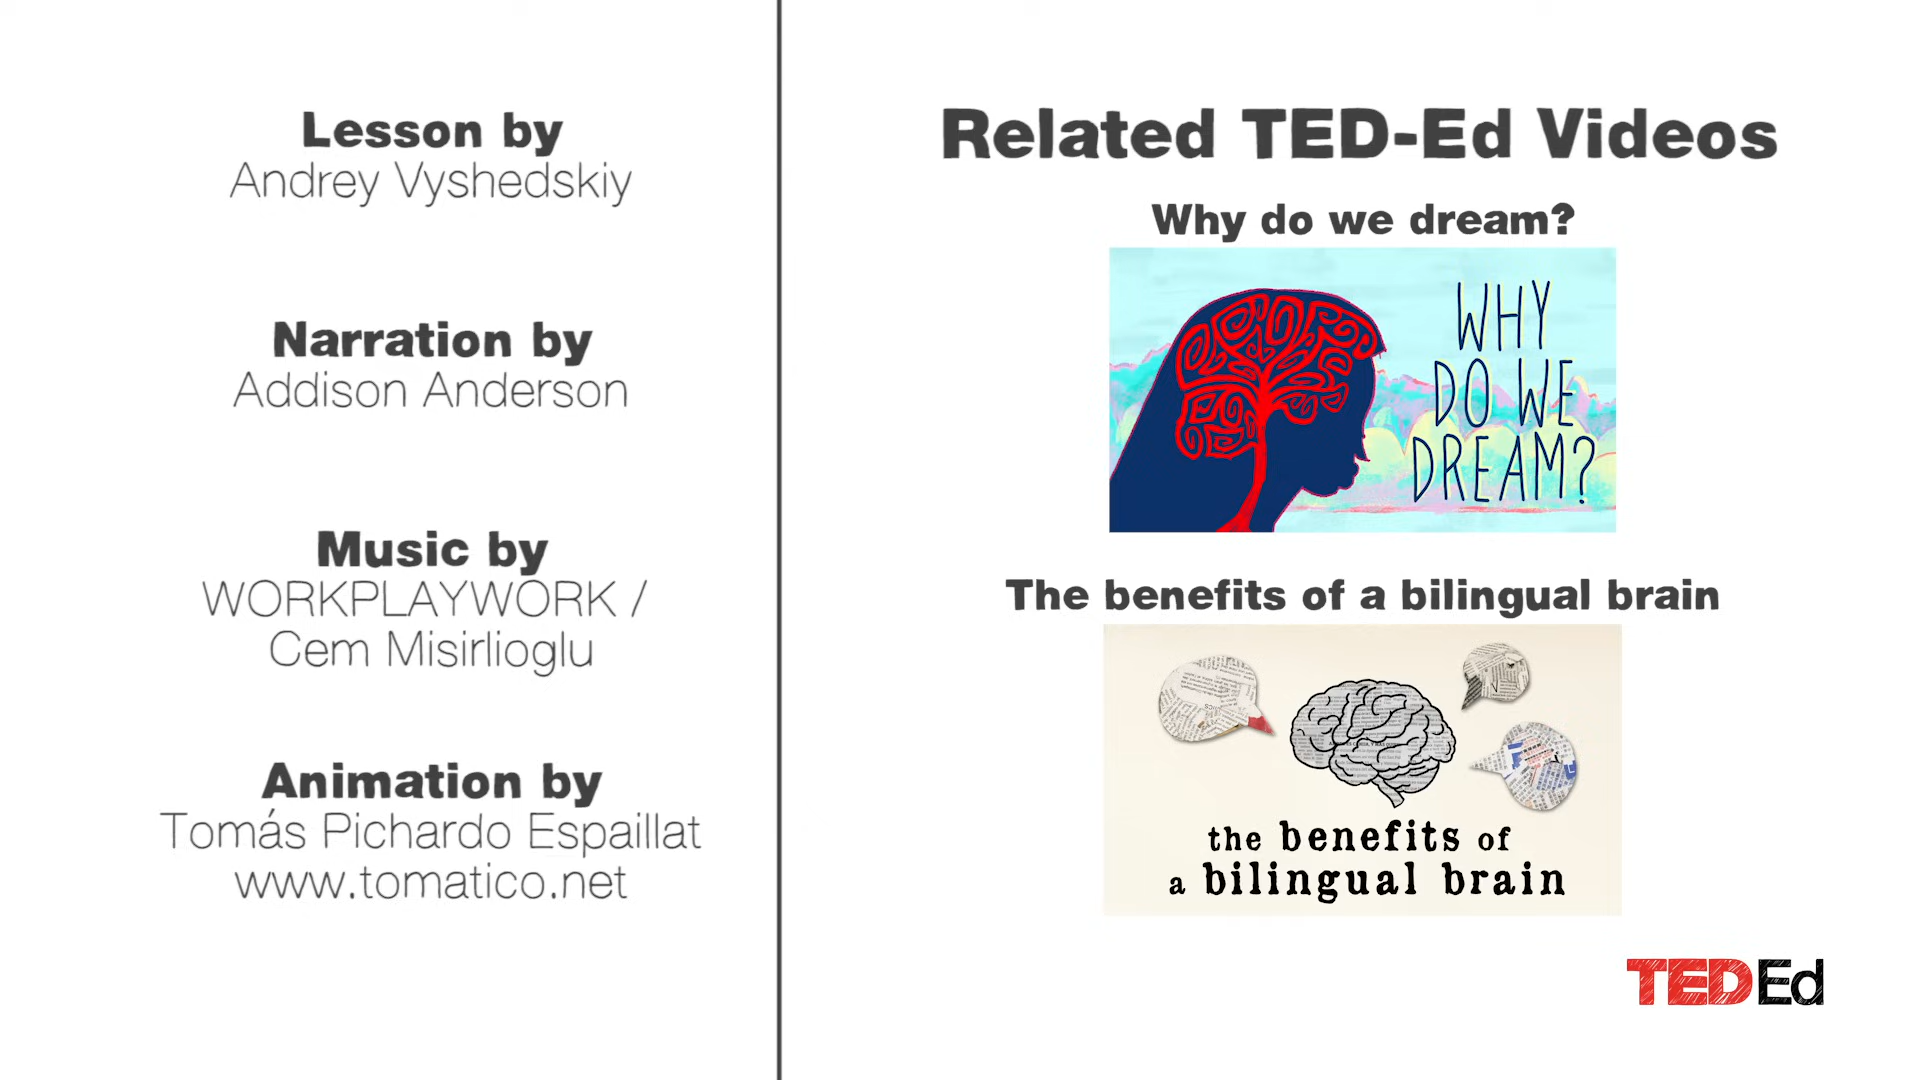 Lesson by
Andrey Vyshedskiy
Narration by
Addison Anderson
Music by
WORKPLAYWORK /
Cem Misirlioglu
Animation by
Tomás Pichardo Espaillat
www.tomatico.net
Related TED-Ed Videos
Why do we dream?
WHY
DO WE
DREAM?
The benefits of a bilingual brain
the benefits of
a bilingual brain
TEDEd